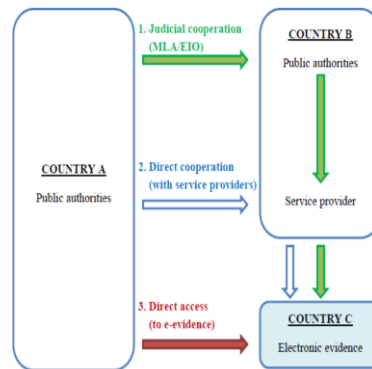 1. Judicial cooperation
(MLA/EIO)
COUNTRY B
Public authorities
COUNTRY A
Public authorities
2. Direct cooperation
(with service providers)
Service provider
3. Direct access
(to e-evidence)
COUNTRY C
Electronic evidence